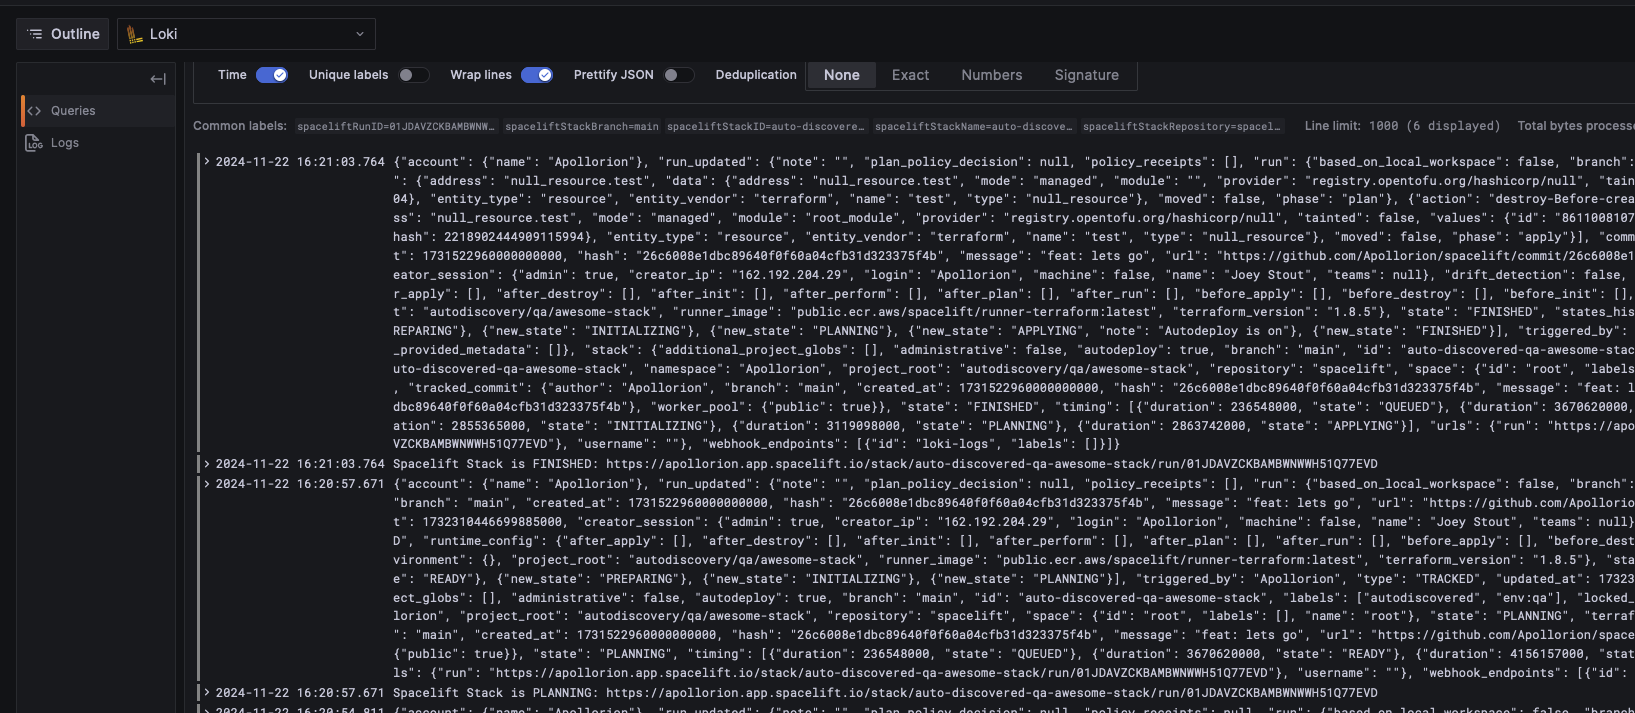 Outline
Loki
Time Unique labels Wrap lines Prettify JSON Deduplication None Exact Numbers Signature
Queries
Logs
Common labels: spaceliftRunID=01JDAVZCKBAMBWNW… spaceliftStackBranch=main spaceliftStackID=auto-discovere… spaceliftStackName=auto-discove… spaceliftStackRepository=spacel… Line limit: 1000 (6 displayed) Total bytes processe
2024-11-22 16:21:03.764 {"account": {"name": "Apollorion"}, "run_updated": {"note": "", "plan_policy_decision": null, "policy_receipts": [], "run": {"based_on_local_workspace": false, "branch":
": {"address": "null_resource.test", "data": {"address": "null_resource.test", "mode": "managed", "module": "", "provider": "registry.opentofu.org/hashicorp/null", "tain
04}, "entity_type": "resource", "entity_vendor": "terraform", "name": "test", "type": "null_resource"}, "moved": false, "phase": "plan"}, {"action": "destroy-Before-crea
ss": "null_resource.test", "mode": "managed", "module": "root_module", "provider": "registry.opentofu.org/hashicorp/null", "tainted": false, "values": {"id": "8611008107
hash": 2218902444909115994}, "entity_type": "resource", "entity_vendor": "terraform", "name": "test", "type": "null_resource"}, "moved": false, "phase": "apply"}], "comm
t": 1731522960000000000, "hash": "26c6008e1dbc89640f0f60a04cfb31d323375f4b", "message": "feat: lets go", "url": "https://github.com/Apollorion/spacelift/commit/26c6008e1
eator_session": {"admin": true, "creator_ip": "162.192.204.29", "login": "Apollorion", "machine": false, "name": "Joey Stout", "teams": null}, "drift_detection": false,
r_apply": [], "after_destroy": [], "after_init": [], "after_perform": [], "after_plan": [], "after_run": [], "before_apply": [], "before_destroy": [], "before_init": [],
t": "autodiscovery/qa/awesome-stack", "runner_image": "public.ecr.aws/spacelift/runner-terraform:latest", "terraform_version": "1.8.5"}, "state": "FINISHED", "states_his
REPARING"}, {"new_state": "INITIALIZING"}, {"new_state": "PLANNING"}, {"new_state": "APPLYING", "note": "Autodeploy is on"}, {"new_state": "FINISHED"}], "triggered_by":
_provided_metadata": []}, "stack": {"additional_project_globs": [], "administrative": false, "autodeploy": true, "branch": "main", "id": "auto-discovered-qa-awesome-stac
uto-discovered-qa-awesome-stack", "namespace": "Apollorion", "project_root": "autodiscovery/qa/awesome-stack", "repository": "spacelift", "space": {"id": "root", "labels
, "tracked_commit": {"author": "Apollorion", "branch": "main", "created_at": 1731522960000000000, "hash": "26c6008e1dbc89640f0f60a04cfb31d323375f4b", "message": "feat: l
dbc89640f0f60a04cfb31d323375f4b"}, "worker_pool": {"public": true}}, "state": "FINISHED", "timing": [{"duration": 236548000, "state": "QUEUED"}, {"duration": 3670620000,
ation": 2855365000, "state": "INITIALIZING"}, {"duration": 3119098000, "state": "PLANNING"}, {"duration": 2863742000, "state": "APPLYING"}], "urls": {"run": "https://apo
VZCKBAMBWNWWH51Q77EVD"}, "username": ""}, "webhook_endpoints": [{"id": "loki-logs", "labels": []}]}
2024-11-22 16:21:03.764 Spacelift Stack is FINISHED: https://apollorion.app.spacelift.io/stack/auto-discovered-qa-awesome-stack/run/01JDAVZCKBAMBWNWWH51Q77EVD
2024-11-22 16:20:57.671 {"account": {"name": "Apollorion"}, "run_updated": {"note": "", "plan_policy_decision": null, "policy_receipts": [], "run": {"based_on_local_workspace": false, "branch":
"branch": "main", "created_at": 1731522960000000000, "hash": "26c6008e1dbc89640f0f60a04cfb31d323375f4b", "message": "feat: lets go", "url": "https://github.com/Apollorio
t": 1732310446699885000, "creator_session": {"admin": true, "creator_ip": "162.192.204.29", "login": "Apollorion", "machine": false, "name": "Joey Stout", "teams": null}
D", "runtime_config": {"after_apply": [], "after_destroy": [], "after_init": [], "after_perform": [], "after_plan": [], "after_run": [], "before_apply": [], "before_dest
vironment": {}, "project_root": "autodiscovery/qa/awesome-stack", "runner_image": "public.ecr.aws/spacelift/runner-terraform:latest", "terraform_version": "1.8.5"}, "sta
e": "READY"}, {"new_state": "PREPARING"}, {"new_state": "INITIALIZING"}, {"new_state": "PLANNING"}], "triggered_by": "Apollorion", "type": "TRACKED", "updated_at": 17323
ect_globs": [], "administrative": false, "autodeploy": true, "branch": "main", "id": "auto-discovered-qa-awesome-stack", "labels": ["autodiscovered", "env:qa"], "locked_
lorion", "project_root": "autodiscovery/qa/awesome-stack", "repository": "spacelift", "space": {"id": "root", "labels": [], "name": "root"}, "state": "PLANNING", "terraf
": "main", "created_at": 1731522960000000000, "hash": "26c6008e1dbc89640f0f60a04cfb31d323375f4b", "message": "feat: lets go", "url": "https://github.com/Apollorion/space
{"public": true}}, "state": "PLANNING", "timing": [{"duration": 236548000, "state": "QUEUED"}, {"duration": 3670620000, "state": "READY"}, {"duration": 4156157000, "stat
ls": {"run": "https://apollorion.app.spacelift.io/stack/auto-discovered-qa-awesome-stack/run/01JDAVZCKBAMBWNWWH51Q77EVD"}, "username": ""}, "webhook_endpoints": [{"id":
2024-11-22 16:20:57.671 Spacelift Stack is PLANNING: https://apollorion.app.spacelift.io/stack/auto-discovered-qa-awesome-stack/run/01JDAVZCKBAMBWNWWH51Q77EVD
2024-11-22 16:20:54.811 {"account": {"name": "Apollorion"}, "run_updated": {"note": "", "plan_policy_decision": null, "policy_receipts": null, "run": {"based_on_local_workspace": false, "branch